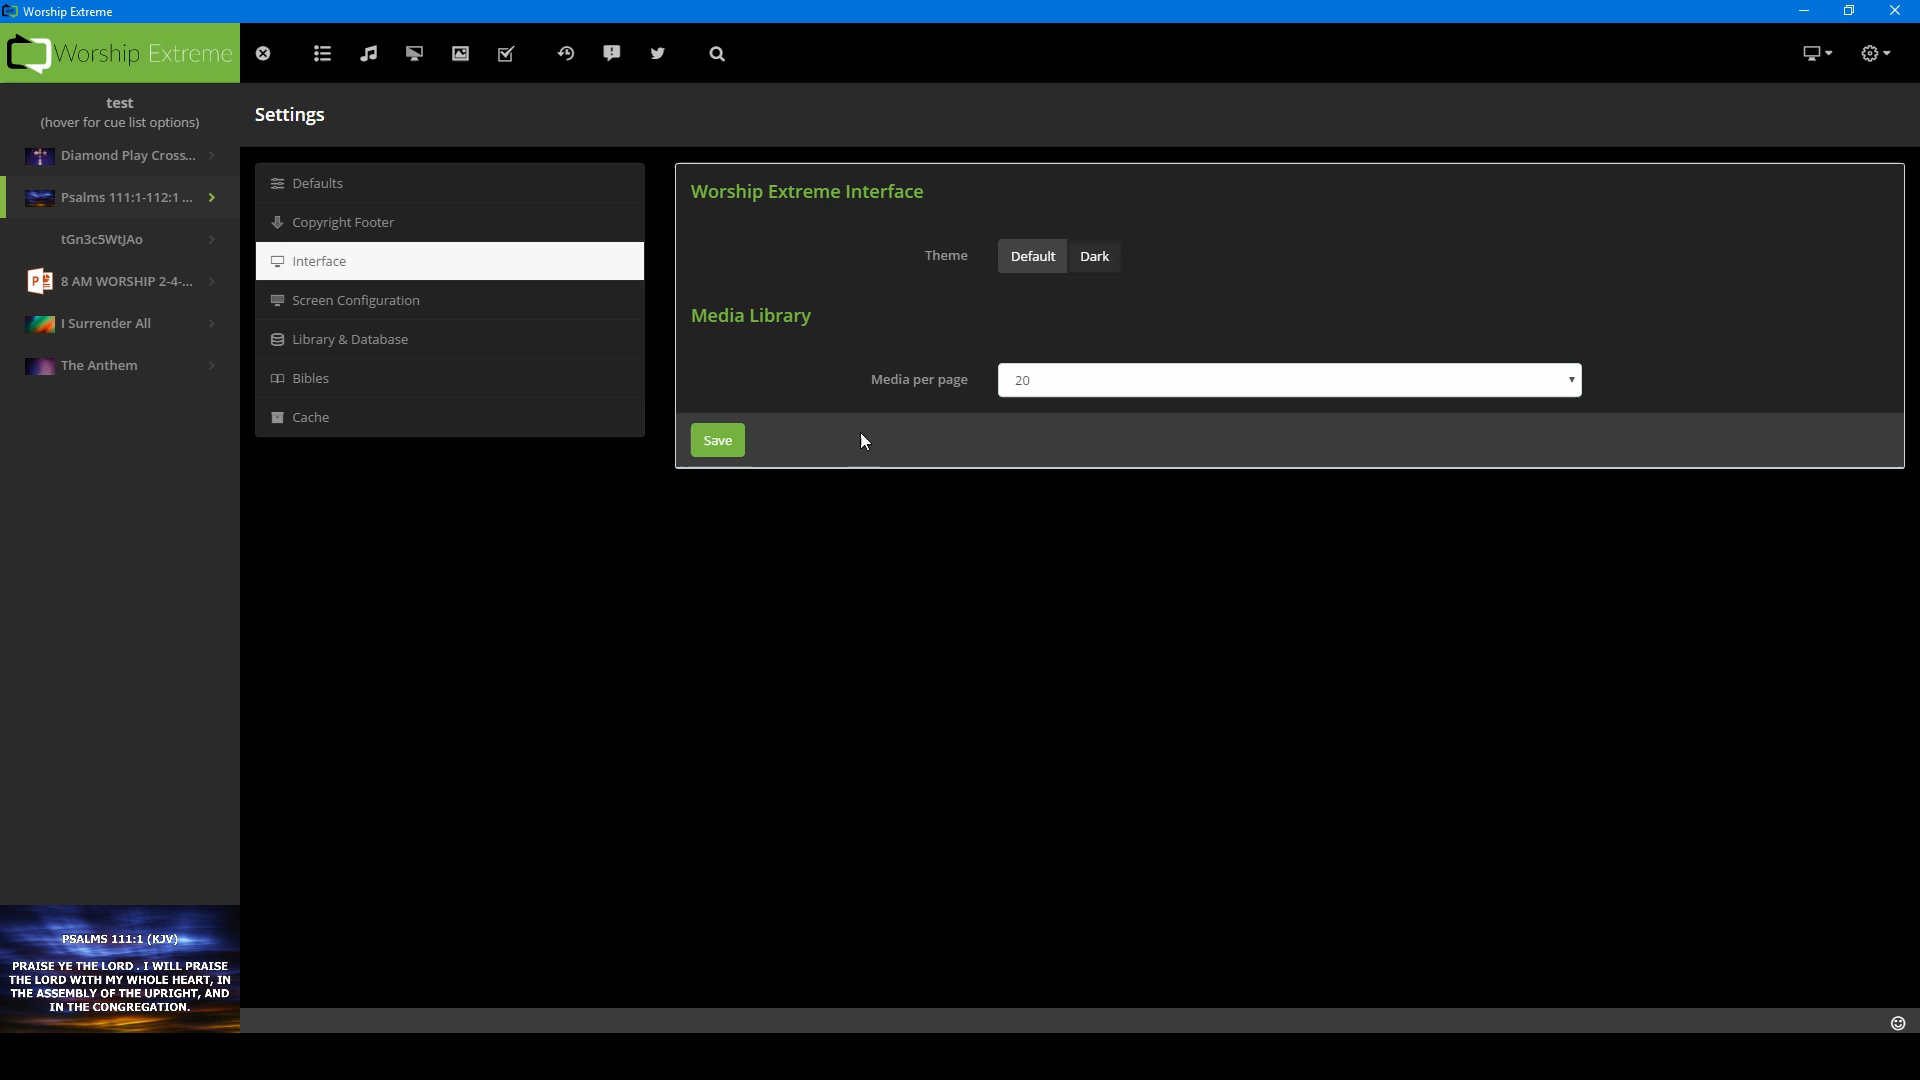 Worship Extreme
Worship Extreme
test
(hover for cue list options)
Diamond Play Cross...
Psalms 111:1-112:1 ...
tGn3c5WtJAo
8 AM WORSHIP 2-4-...
I Surrender All
The Anthem
Settings
Defaults
Copyright Footer
Interface
Screen Configuration
Library & Database
Bibles
Cache
Worship Extreme Interface
Theme Default Dark
Media Library
Media per page 20
Save
PSALMS 111:1 (KJV)
PRAISE YE THE LORD . I WILL PRAISE
THE LORD WITH MY WHOLE HEART, IN
THE ASSEMBLY OF THE UPRIGHT, AND
IN THE CONGREGATION.